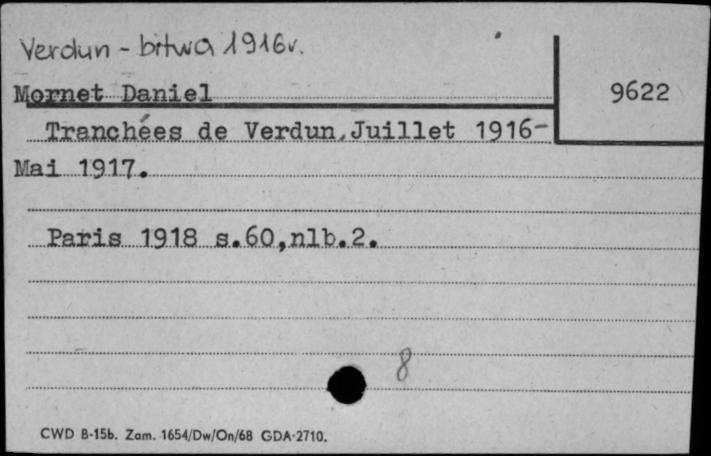 Verdun - bitwa 1916r.
Mornet Daniel
9622
Tranchées de Verdun,Juillet 1916-
Mai 1917.
Paris 1918 s.60,nlb.2.
8
CWD B-15b. Zam. 1654/Dw/On/68 GDA-2710.